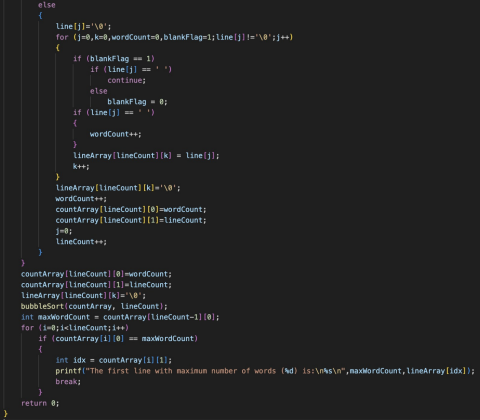 else
{
line[j]='\0';
for (j=0,k=0,wordCount=0,blankFlag=1;line[j]!='\0';j++)
{
if (blankFlag == 1)
if (line[j] == ' ')
continue;
else
blankFlag = 0;
if (line[j] == ' ')
{
wordCount++;
}
lineArray[lineCount][k] = line[j];
k++;
}
lineArray[lineCount][k]='\0';
wordCount++;
countArray[lineCount][0]=wordCount;
countArray[lineCount][1]=lineCount;
j=0;
lineCount++;
}
}
countArray[lineCount][0]=wordCount;
countArray[lineCount][1]=lineCount;
lineArray[lineCount][k]='\0';
bubbleSort(countArray, lineCount);
int maxWordCount = countArray[lineCount-1][0];
for (i=0;i<lineCount;i++)
if (countArray[i][0] == maxWordCount)
{
int idx = countArray[i][1];
printf("The first line with maximum number of words (%d) is:\n%s\n",maxWordCount,lineArray[idx]);
break;
}
return 0;
}